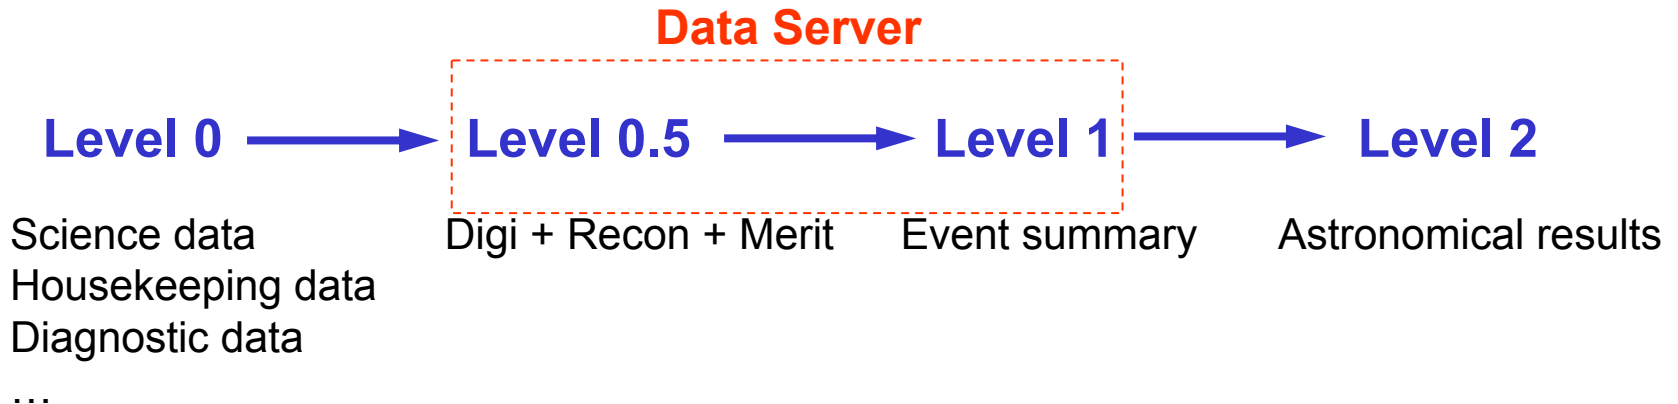 Data Server
Level 0 Level 0.5 Level 1 Level 2
Science data Digi + Recon + Merit Event summary Astronomical results
Housekeeping data
Diagnostic data
...